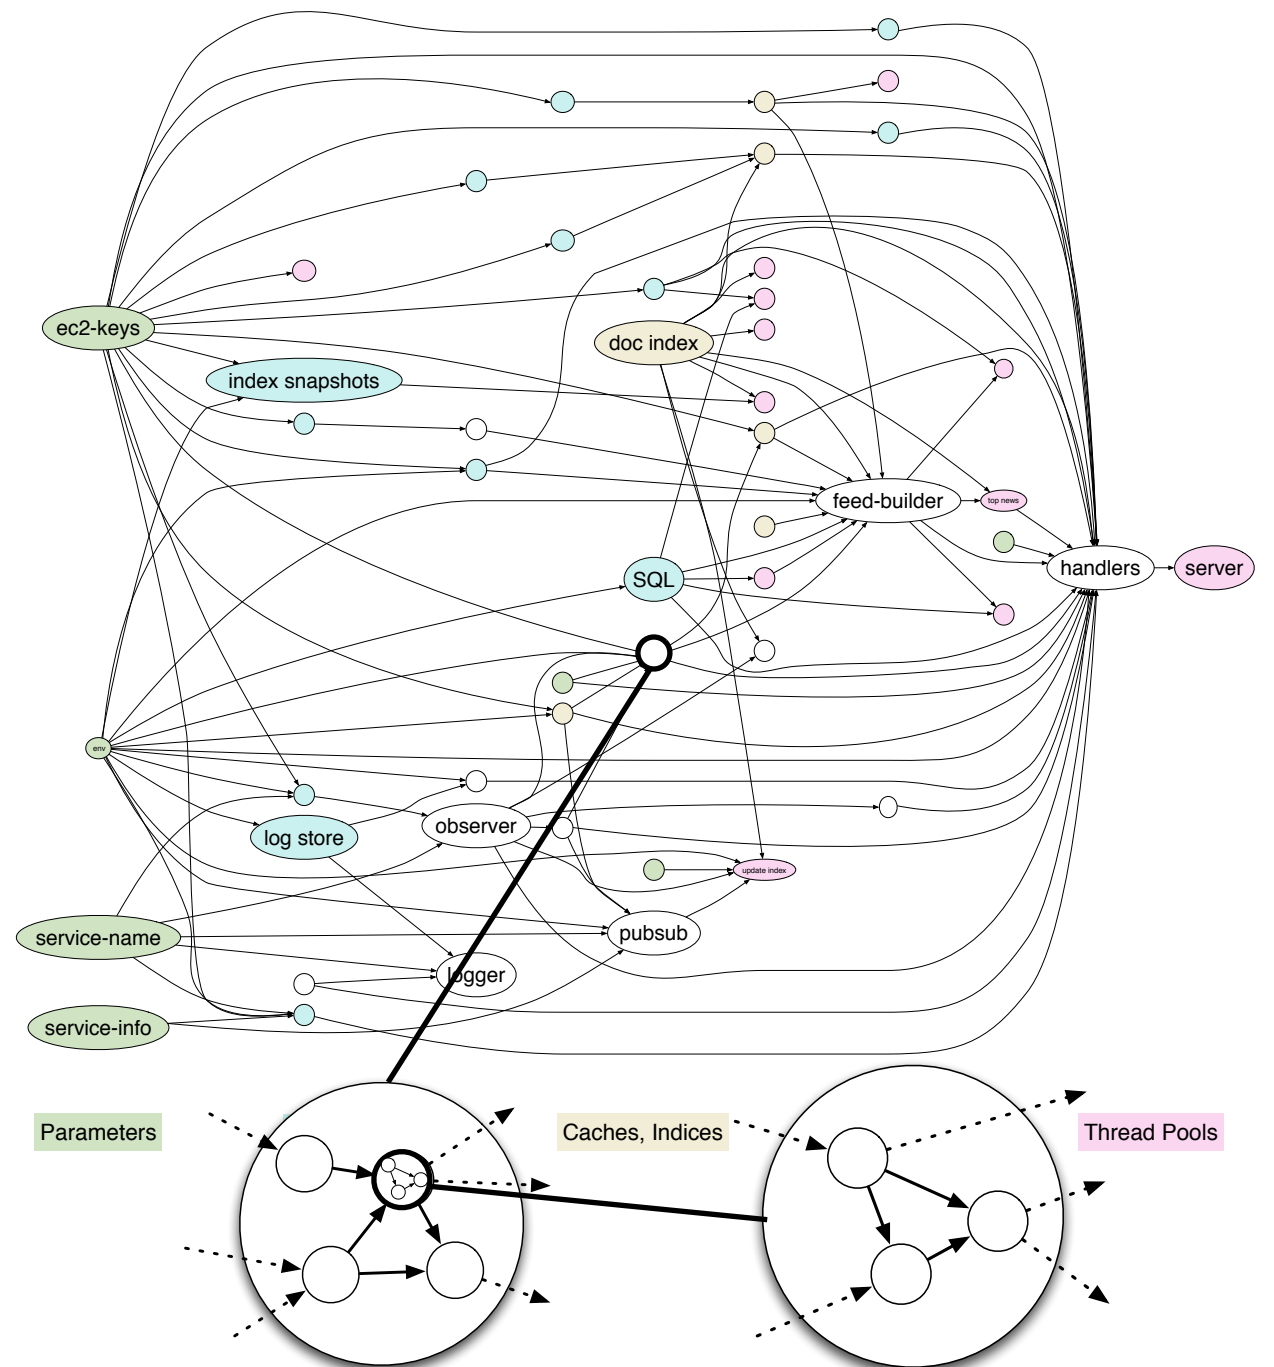 ec2-keys
index snapshots
doc index
feed-builder
top news
handlers
server
SQL
env
log store
observer
update index
service-name
pubsub
logger
service-info
Parameters
Caches, Indices
Thread Pools